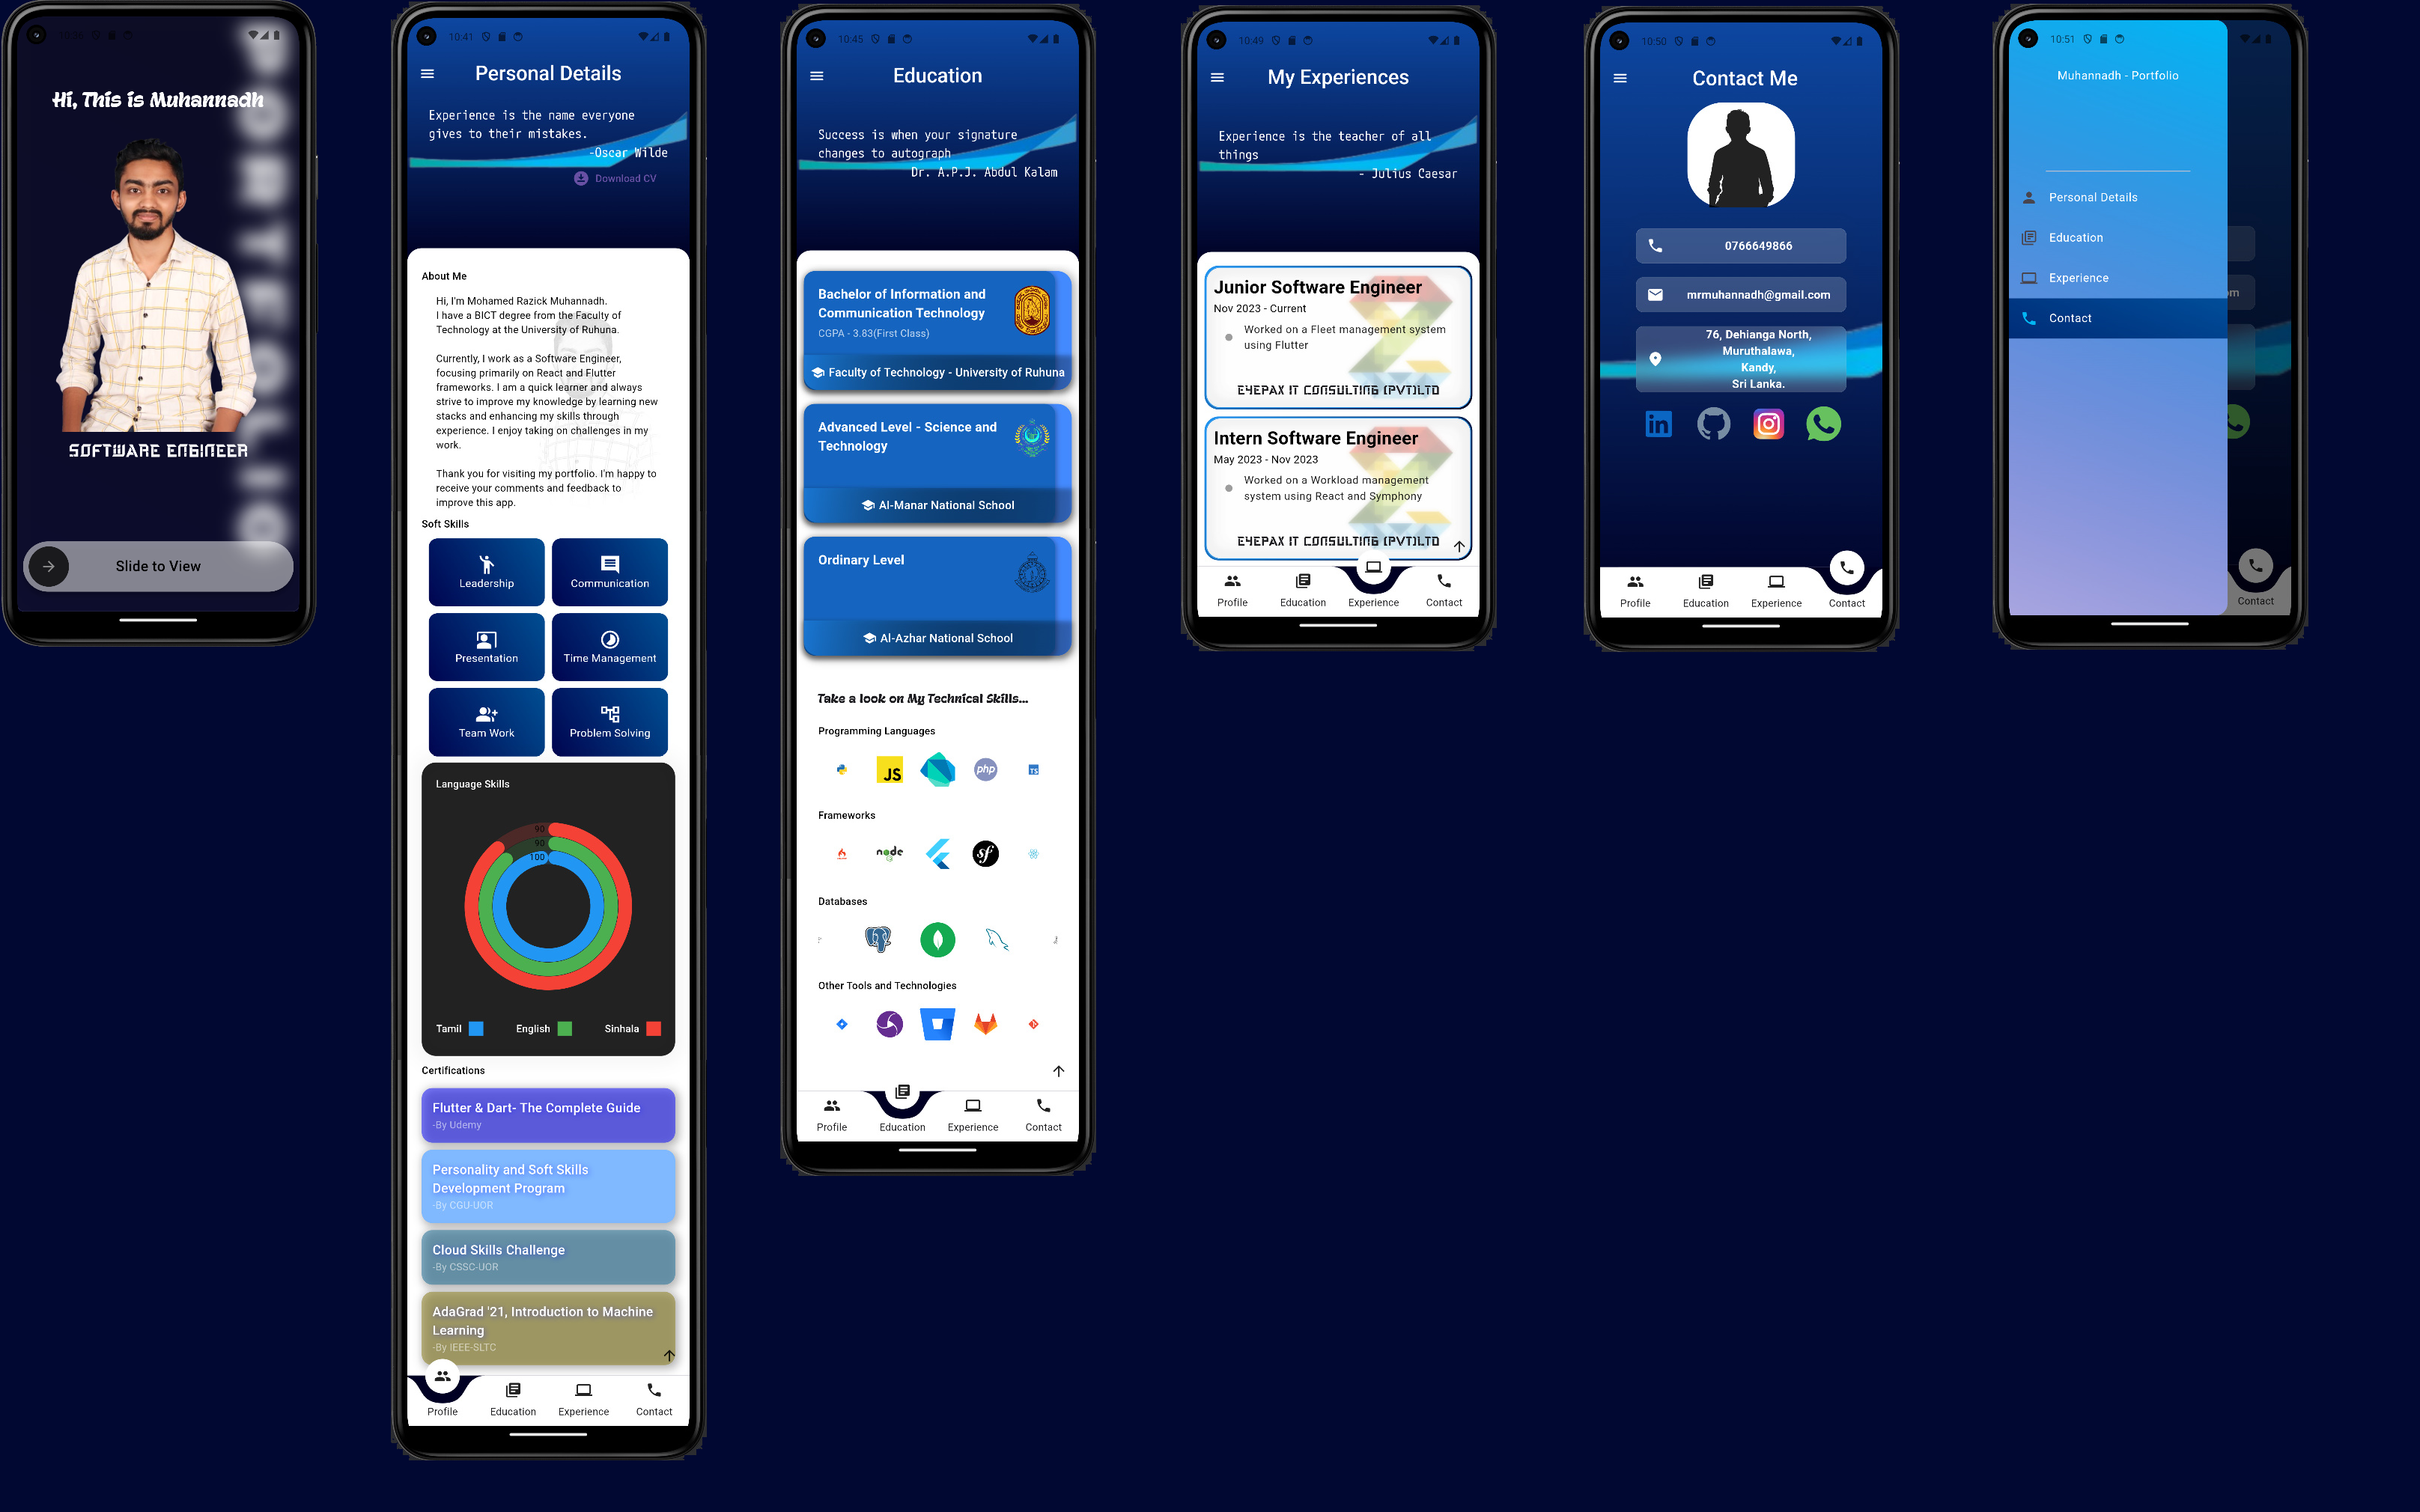 10:36
Hi, This is Muhannadh
PORTFOLIO
SOFTWARE ENGINEER
Slide to View
10:41
Personal Details
Experience is the name everyone
gives to their mistakes.
-Oscar Wilde
Download CV
About Me
Hi, I'm Mohamed Razick Muhannadh.
I have a BICT degree from the Faculty of
Technology at the University of Ruhuna.
Currently, I work as a Software Engineer,
focusing primarily on React and Flutter
frameworks. I am a quick learner and always
strive to improve my knowledge by learning new
stacks and enhancing my skills through
experience. I enjoy taking on challenges in my
work.
Thank you for visiting my portfolio. I'm happy to
receive your comments and feedback to
improve this app.
Soft Skills
Leadership
Communication
Presentation
Time Management
Team Work
Problem Solving
Language Skills
90
90
100
Tamil
English
Sinhala
Certifications
Flutter & Dart- The Complete Guide
-By Udemy
Personality and Soft Skills
Development Program
-By CGU-UOR
Cloud Skills Challenge
-By CSSC-UOR
AdaGrad '21, Introduction to Machine
Learning
-By IEEE-SLTC
Profile
Education
Experience
Contact
10:45
Education
Success is when your signature
changes to autograph
Dr. A.P.J. Abdul Kalam
Bachelor of Information and
Communication Technology
CGPA - 3.83(First Class)
Faculty of Technology - University of Ruhuna
Advanced Level - Science and
Technology
Al-Manar National School
Ordinary Level
Al-Azhar National School
Take a look on My Technical Skills...
Programming Languages
JS
php
TS
Frameworks
node
sf
Databases
Other Tools and Technologies
Profile
Education
Experience
Contact
10:49
My Experiences
Experience is the teacher of all
things
- Julius Caesar
Junior Software Engineer
Nov 2023 - Current
Worked on a Fleet management system
using Flutter
EYEPAX IT CONSULTING (PVT)LTD
Intern Software Engineer
May 2023 - Nov 2023
Worked on a Workload management
system using React and Symphony
EYEPAX IT CONSULTING (PVT)LTD
Profile
Education
Experience
Contact
10:50
Contact Me
0766649866
mrmuhannadh@gmail.com
76, Dehianga North,
Muruthalawa,
Kandy,
Sri Lanka.
in
Profile
Education
Experience
Contact
10:51
Muhannadh - Portfolio
Personal Details
Education
Experience
Contact
om
Contact